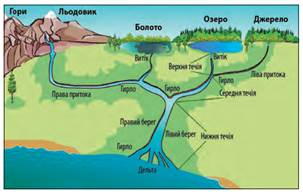 Гори
Льодовик
Болото
Озеро
Джерело
Витік
Верхня течія
Витік
Ліва притока
Гирло
Середня течія
Права притока
Гирло
Гирло
Правий берег
Лівий берег
Нижня течія
Гирло
Дельта